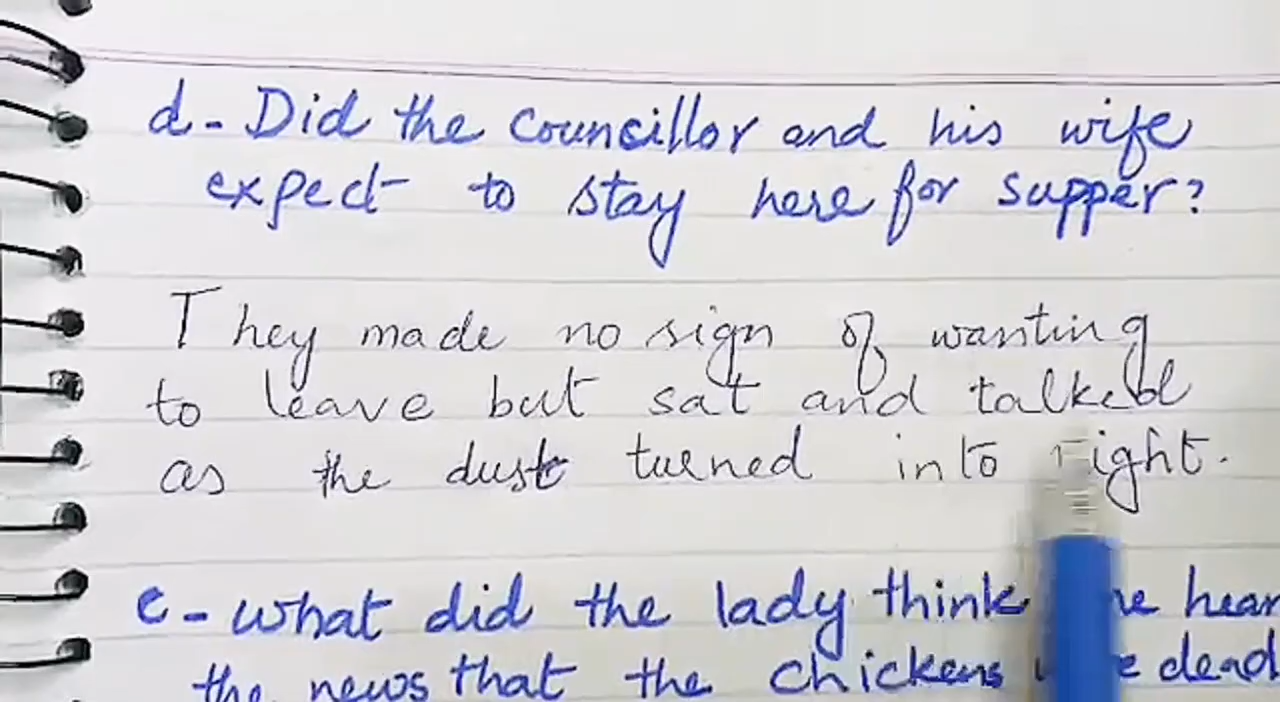 d- Did the councillor and his wife
expect to stay here for supper?
They made no sign of wanting
to leave but sat and talked
as the dusk turned into
e- what did the lady think hear
the news that the chickens dead